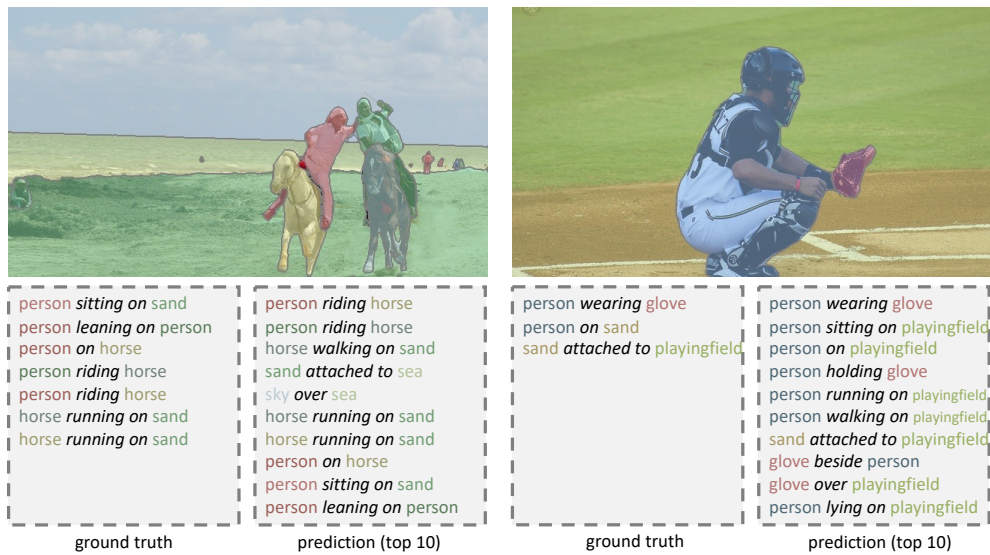 person sitting on sand
person leaning on person
person on horse
person riding horse
person riding horse
horse running on sand
horse running on sand
ground truth
person riding horse
person riding horse
horse walking on sand
sand attached to sea
sky over sea
horse running on sand
horse running on sand
person on horse
person sitting on sand
person leaning on person
prediction (top 10)
person wearing glove
person on sand
sand attached to playingfield
ground truth
person wearing glove
person sitting on playingfield
person on playingfield
person holding glove
person running on playingfield
person walking on playingfield
sand attached to playingfield
glove beside person
glove over playingfield
person lying on playingfield
prediction (top 10)